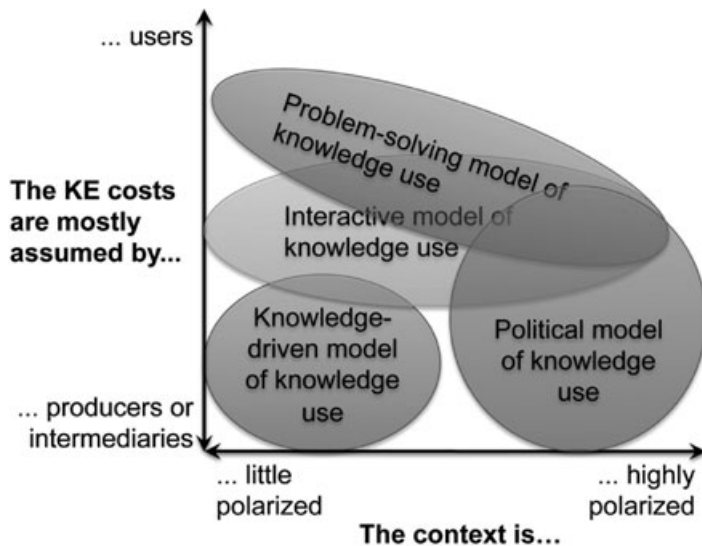 ... users
Problem-solving model of
knowledge use
The KE costs
are mostly
assumed by...
Interactive model of
knowledge use
Knowledge-
driven model
of knowledge
use
Political model
of knowledge
use
... producers or
intermediaries
... little
polarized
... highly
polarized
The context is...